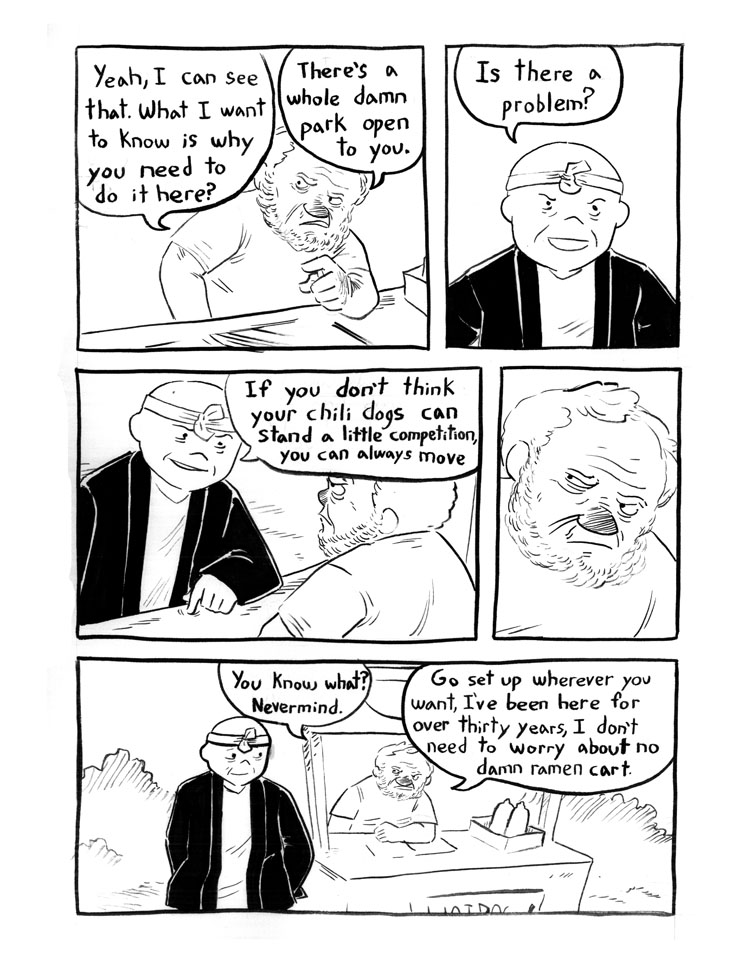 Yeah, I can see
that. What I want
to know is why
you need to
do it here?
There's a
whole damn
park open
to you.
Is there a
problem?
If you don't think
your chili dogs can
stand a little competition,
you can always move
You know what?
Nevermind.
Go set up wherever you
want, I've been here for
over thirty years, I don't
need to worry about no
damn ramen cart.